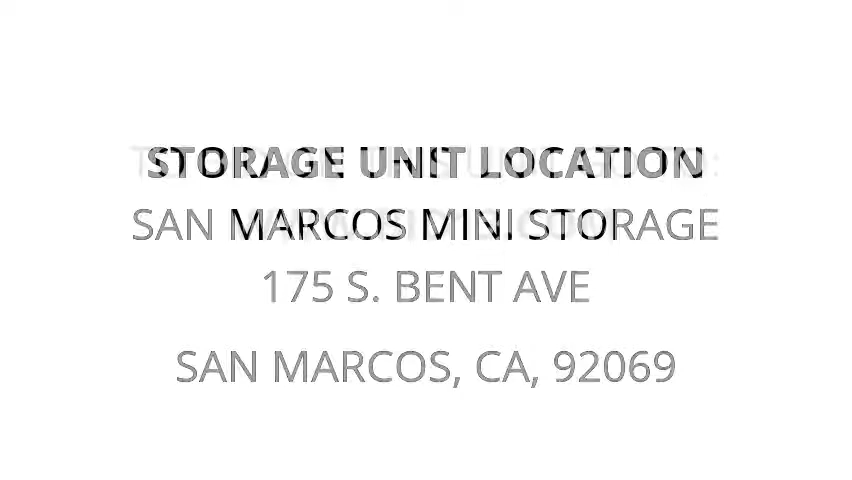 STORAGE UNIT LOCATION
SAN MARCOS MINI STORAGE
175 S. BENT AVE
SAN MARCOS, CA, 92069